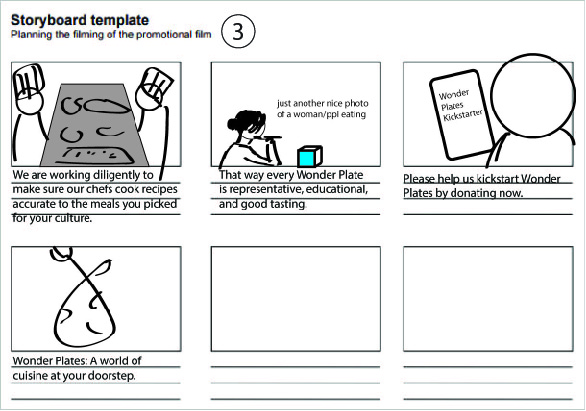 Storyboard template
Planning the filming of the promotional film
3
just another nice photo
of a woman/ppl eating
Wonder
Plates
Kickstarter
We are working diligently to
make sure our chefs cook recipes
accurate to the meals you picked
for your culture.
That way every Wonder Plate
is representative, educational,
and good tasting.
Please help us kickstart Wonder
Plates by donating now.
Wonder Plates: A world of
cuisine at your doorstep.